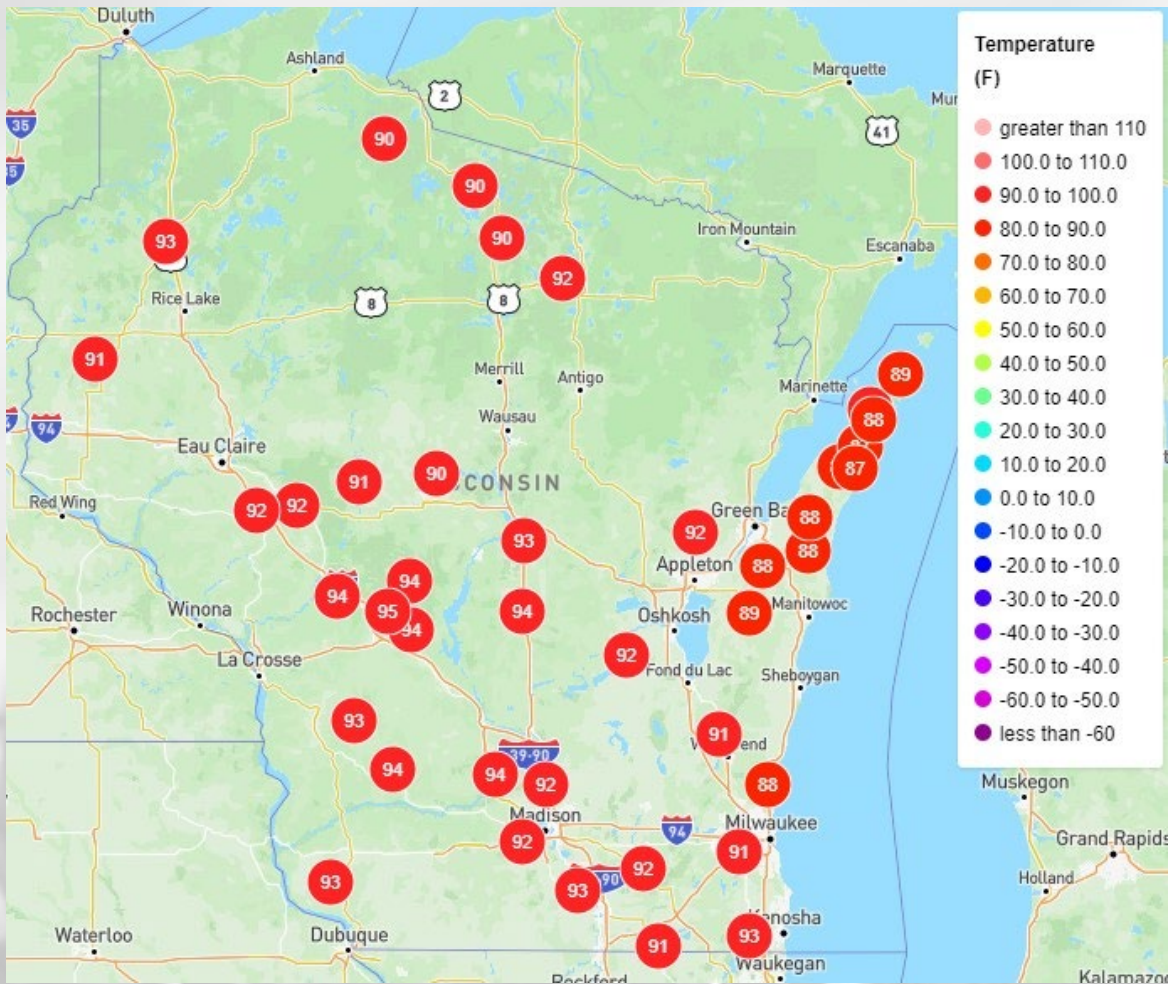 Duluth
Ashland
Marquette
2
35
41
90
90
93
90
Iron Mountain
Escanaba
92
Rice Lake
8
8
91
Merrill
Antigo
89
Marinette
88
Wausau
94
Eau Claire
87
91
90
CONSIN
Red Wing
92
92
Green Ba
88
93
92
88
Appleton
88
94
94
95
94
94
89
Rochester
Winona
Oshkosh
Manitowoc
La Crosse
92
Fond du Lac
Sheboygan
93
91
end
39-90
94
94
92
88
Madison
94
Milwaukee
92
91
93
93
90
92
enosha
Waterloo
Dubuque
91
93
Waukegan
Rockford
Temperature
(F)
greater than 110
100.0 to 110.0
90.0 to 100.0
80.0 to 90.0
70.0 to 80.0
60.0 to 70.0
50.0 to 60.0
40.0 to 50.0
30.0 to 40.0
20.0 to 30.0
10.0 to 20.0
0.0 to 10.0
-10.0 to 0.0
-20.0 to -10.0
-30.0 to -20.0
-40.0 to -30.0
-50.0 to -40.0
-60.0 to -50.0
less than -60
Muskegon
Grand Rapids
Holland
Kalamazoo